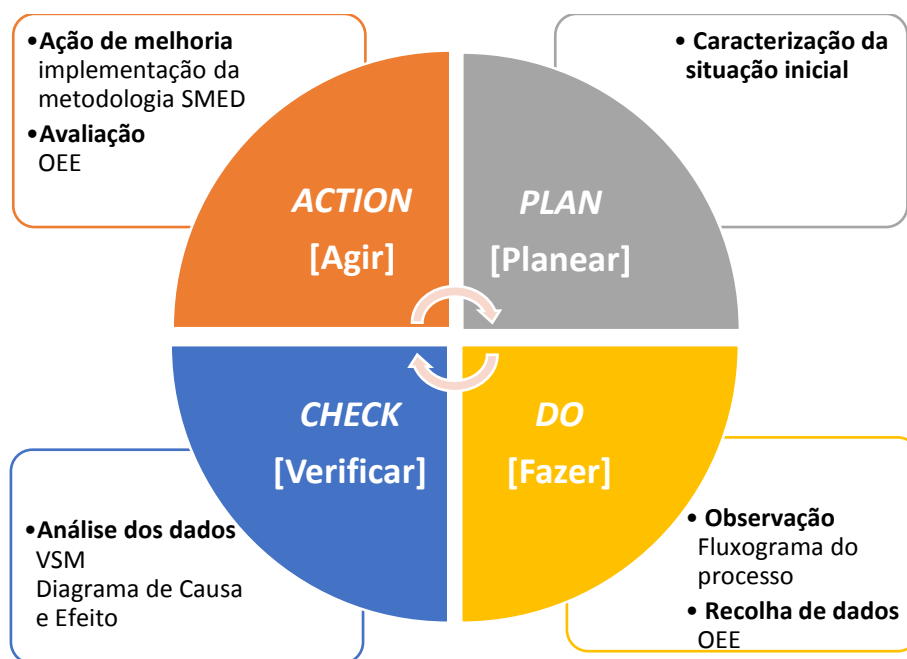 •Ação de melhoria
implementação da
metodologia SMED
•Avaliação
OEE
• Caracterização da
situação inicial
ACTION
[Agir]
PLAN
[Planear]
CHECK
[Verificar]
DO
[Fazer]
•Análise dos dados
VSM
Diagrama de Causa
e Efeito
• Observação
Fluxograma do
processo
• Recolha de dados
OEE